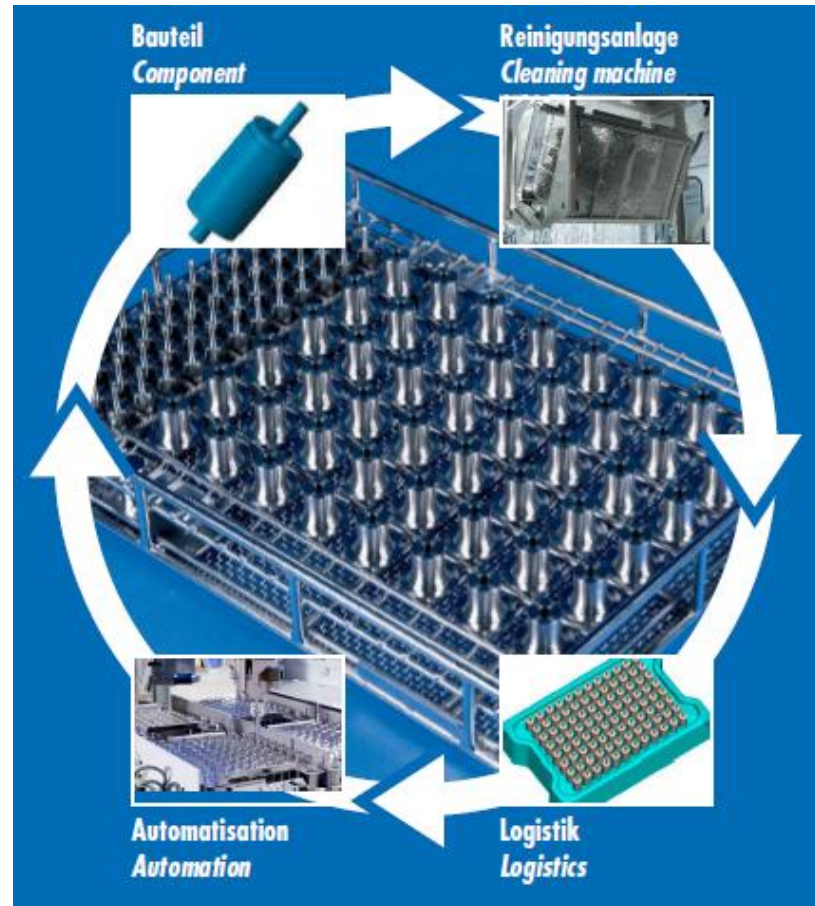 Bauteil
Component
Reinigungsanlage
Cleaning machine
Automatisation
Automation
Logistik
Logistics